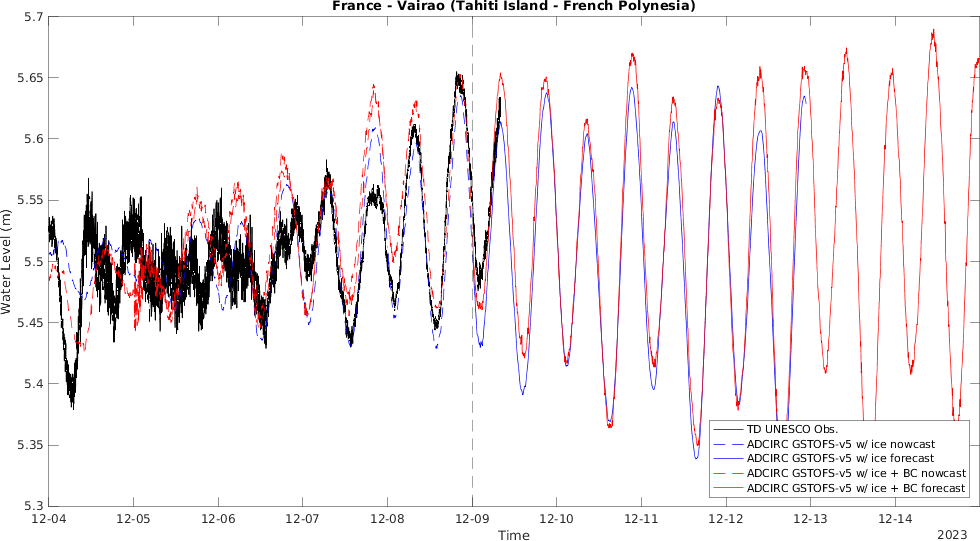 France - Vairao (Tahiti Island - French Polynesia)
5.7
5.65
5.6
5.55
5.5
5.45
5.4
5.35
5.3
Water Level (m)
TD UNESCO Obs.
ADCIRC GSTOFS-v5 w/ ice nowcast
ADCIRC GSTOFS-v5 w/ ice forecast
ADCIRC GSTOFS-v5 w/ ice + BC nowcast
ADCIRC GSTOFS-v5 w/ ice + BC forecast
12-04 12-05 12-06 12-07 12-08 12-09 12-10 12-11 12-12 12-13 12-14
Time
2023